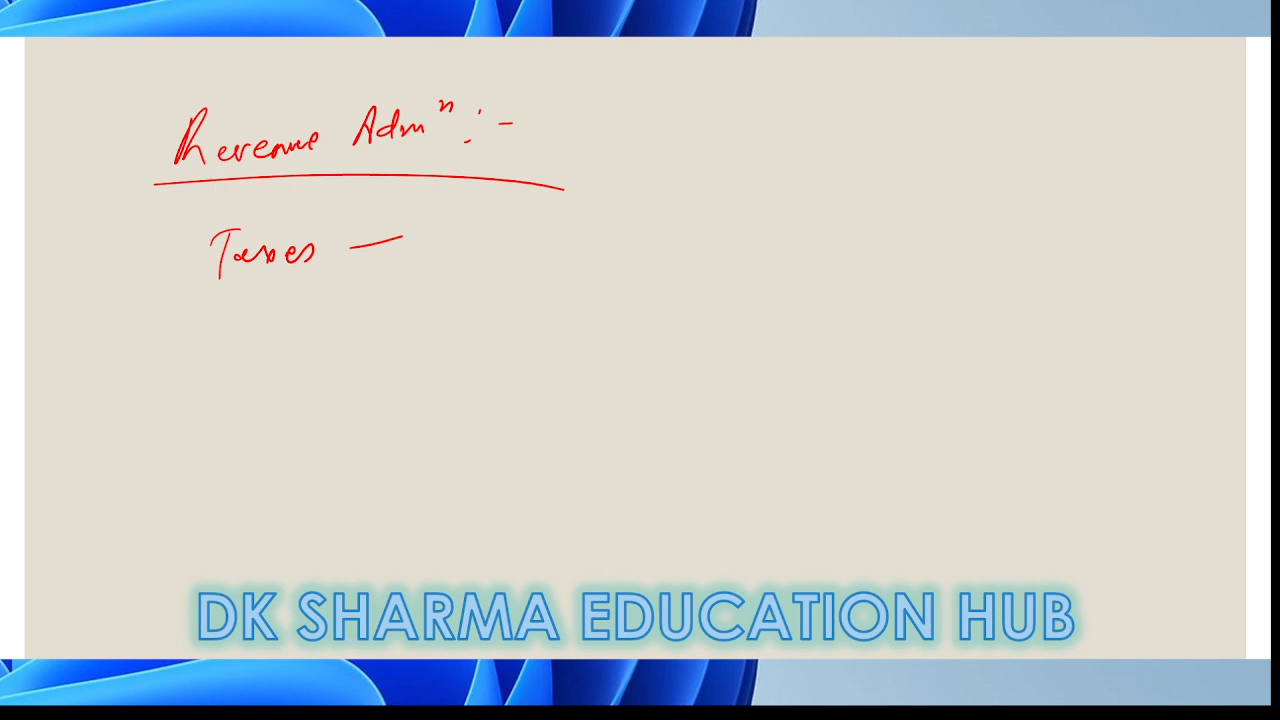 Revenue Admⁿ :-
Taxes —
DK SHARMA EDUCATION HUB